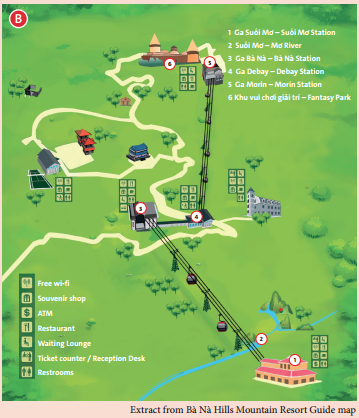 B
1 Ga Suối Mơ – Suối Mơ Station
2 Suối Mơ – Mơ River
3 Ga Bà Nà – Bà Nà Station
4 Ga Debay – Debay Station
5 Ga Morin – Morin Station
6 Khu vui chơi giải trí – Fantasy Park
6
5
4
3
2
1
Free wi-fi
Souvenir shop
$ ATM
Restaurant
Waiting Lounge
Ticket counter / Reception Desk
Restrooms
Extract from Bà Nà Hills Mountain Resort Guide map